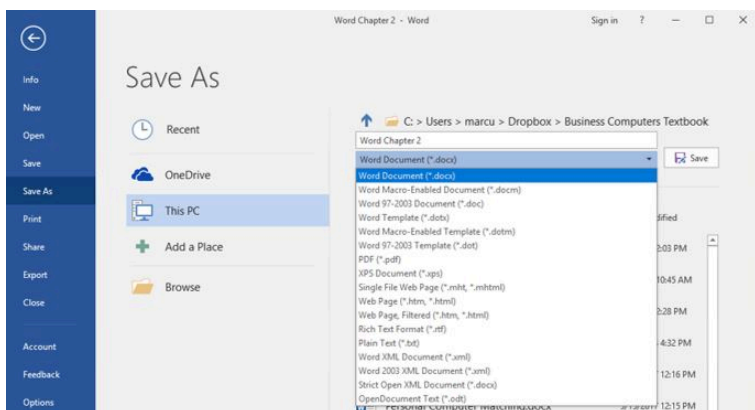 Word Chapter 2 - Word
Sign in ?
Info
New
Open
Save
Save As
Print
Share
Export
Close
Account
Feedback
Options
Save As
Recent
OneDrive
This PC
Add a Place
Browse
C: > Users > marcu > Dropbox > Business Computers Textbook
Word Chapter 2
Word Document (*.docx)
Save
Word Document (*.docx)
Word Macro-Enabled Document (*.docm)
Word 97-2003 Document (*.doc)
Word Template (*.dotx)
Word Macro-Enabled Template (*.dotm)
Word 97-2003 Template (*.dot)
PDF (*.pdf)
XPS Document (*.xps)
Single File Web Page (*.mht, *.mhtml)
Web Page (*.htm, *.html)
Web Page, Filtered (*.htm, *.html)
Rich Text Format (*.rtf)
Plain Text (*.txt)
Word XML Document (*.xml)
Word 2003 XML Document (*.xml)
Strict Open XML Document (*.docx)
OpenDocument Text (*.odt)
dified
2:03 PM
10:45 AM
2:28 PM
4:32 PM
12:16 PM
Personal Computer Matching.docx 12:15 PM